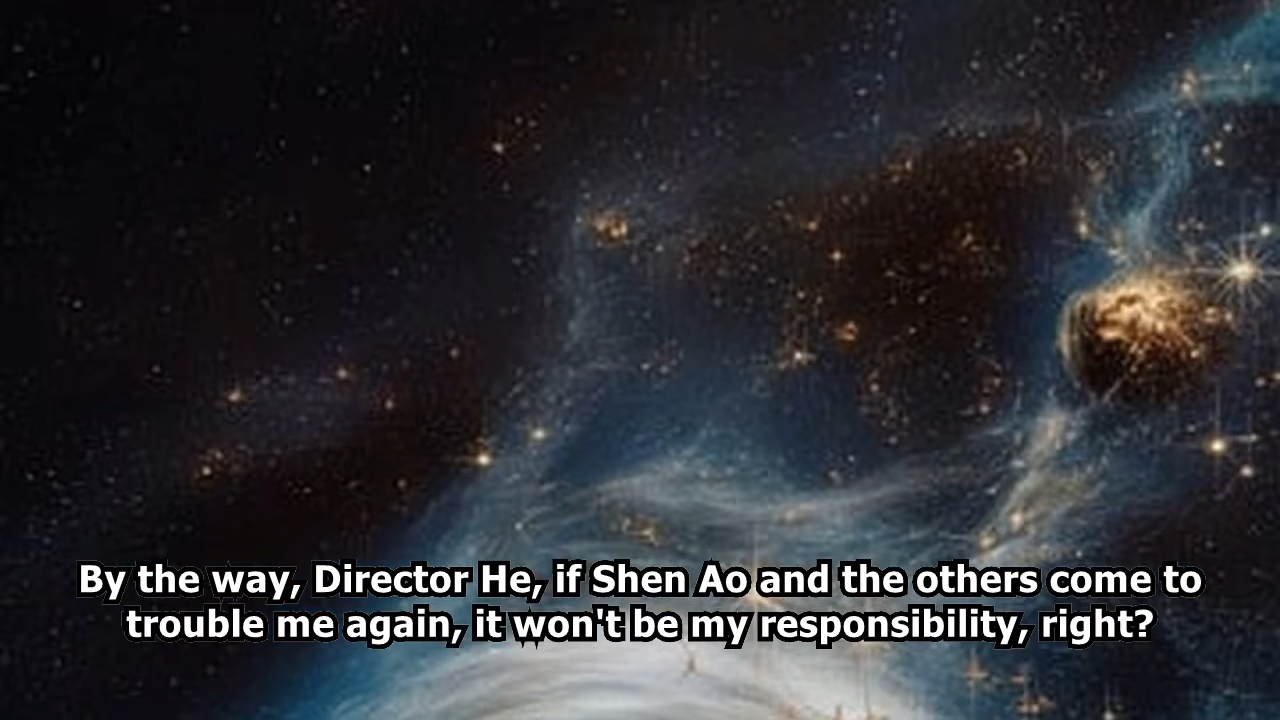 By the way, Director He, if Shen Ao and the others come to
trouble me again, it won't be my responsibility, right?